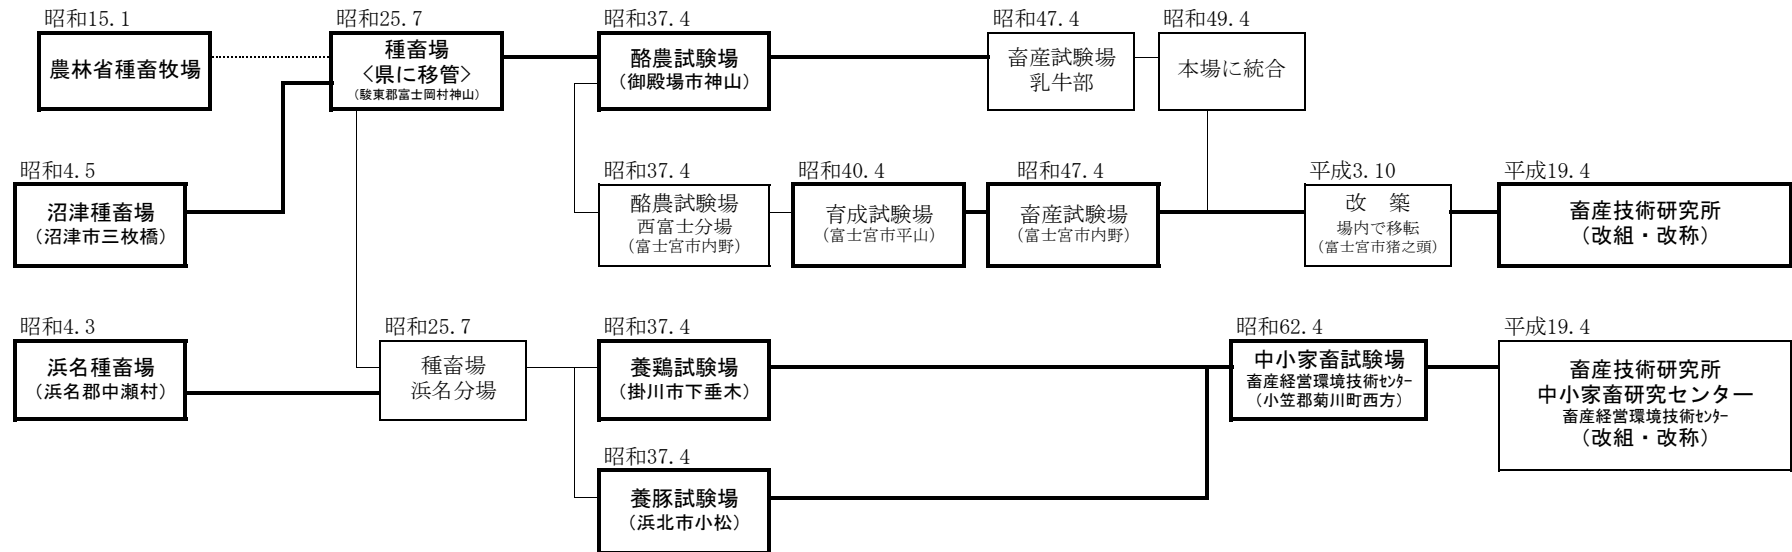 昭和15.1
農林省種畜牧場
昭和25.7
種畜場
<県に移管>
(駿東郡富士岡村神山)
昭和37.4
酪農試験場
(御殿場市神山)
昭和47.4
畜産試験場
乳牛部
昭和49.4
本場に統合
昭和4.5
沼津種畜場
(沼津市三枚橋)
昭和37.4
酪農試験場
西富士分場
(富士宮市内野)
昭和40.4
育成試験場
(富士宮市平山)
昭和47.4
畜産試験場
(富士宮市内野)
平成3.10
改　築
場内で移転
(富士宮市猪之頭)
平成19.4
畜産技術研究所
(改組・改称)
昭和4.3
浜名種畜場
(浜名郡中瀬村)
昭和25.7
種畜場
浜名分場
昭和37.4
養鶏試験場
(掛川市下垂木)
昭和62.4
中小家畜試験場
畜産経営環境技術ｾﾝﾀｰ
(小笠郡菊川町西方)
平成19.4
畜産技術研究所
中小家畜研究センター
畜産経営環境技術ｾﾝﾀｰ
(改組・改称)
昭和37.4
養豚試験場
(浜北市小松)